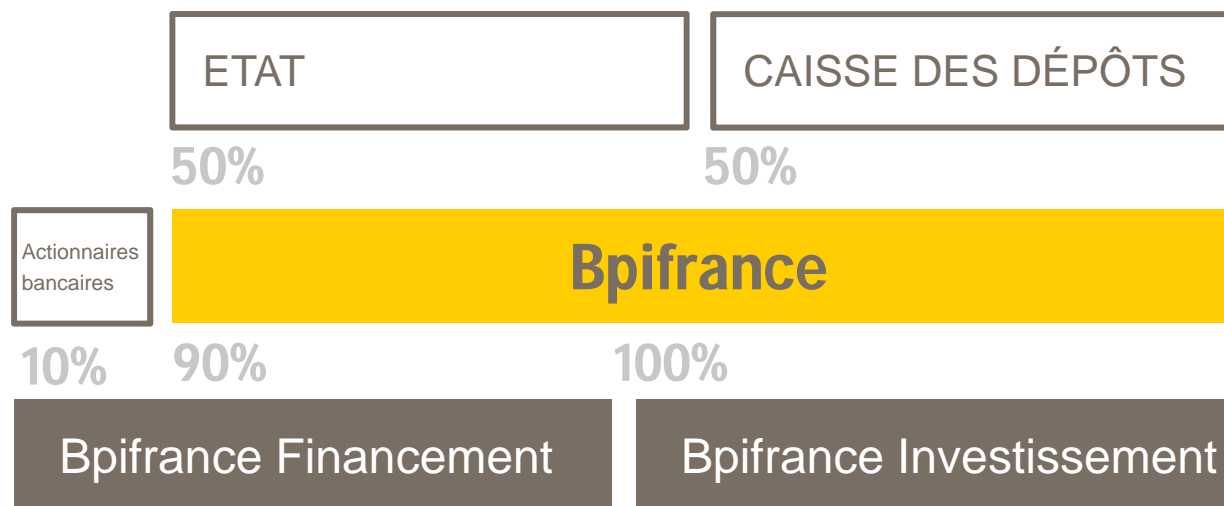 ETAT
CAISSE DES DÉPÔTS
50%
50%
Actionnaires
bancaires
Bpifrance
10%
90%
100%
Bpifrance Financement
Bpifrance Investissement